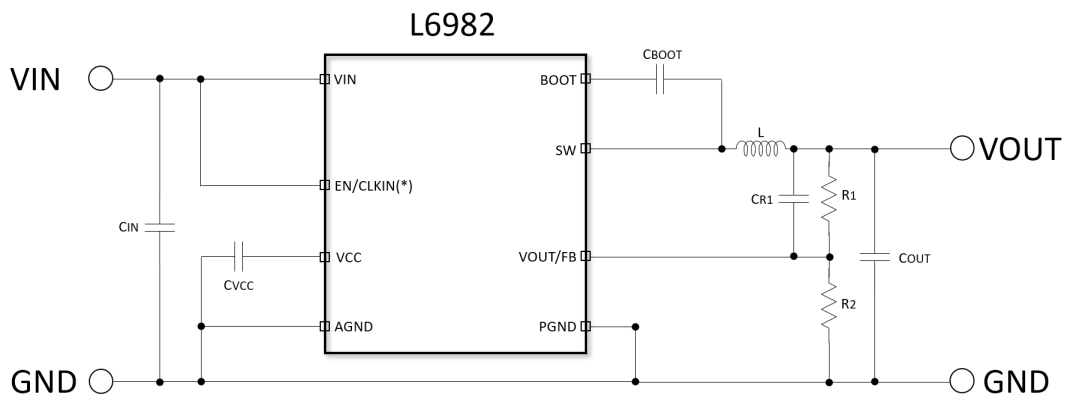 L6982
VIN
VIN
BOOT
CBOOT
SW
L
VOUT
EN/CLKIN(*)
CIN
CR1
R1
VCC
CVCC
VOUT/FB
COUT
R2
AGND
PGND
GND
GND